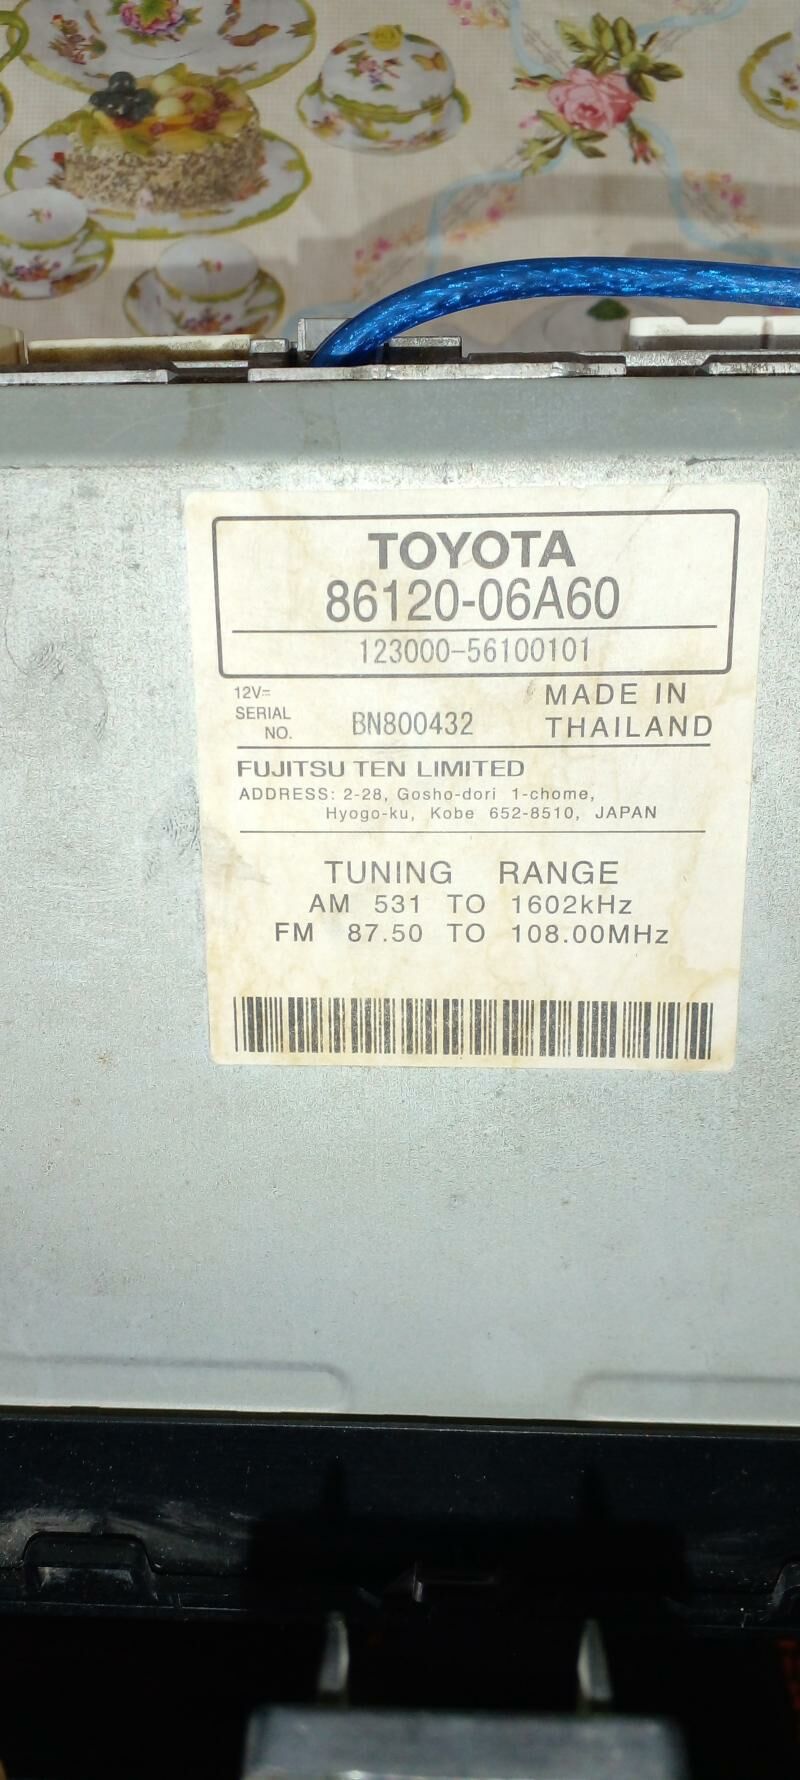 TOYOTA
86120-06A60
123000-56100101
12V=
SERIAL NO. BN800432
MADE IN THAILAND
FUJITSU TEN LIMITED
ADDRESS: 2-28, Gosho-dori 1-chome,
Hyogo-ku, Kobe 652-8510, JAPAN
TUNING RANGE
AM 531 TO 1602kHz
FM 87.50 TO 108.00MHz